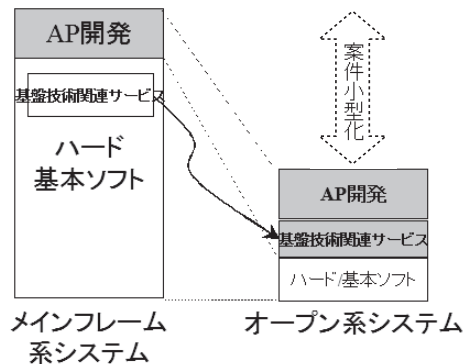 AP開発
基盤技術関連サービス
ハード
基本ソフト
メインフレーム
系システム
案件小型化
AP開発
基盤技術関連サービス
ハード/基本ソフト
オープン系システム